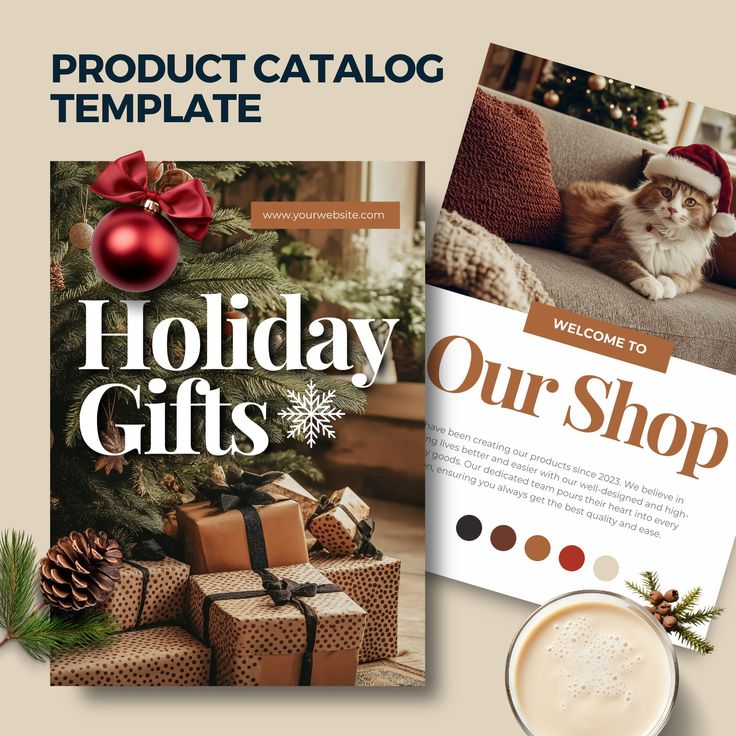 PRODUCT CATALOG
TEMPLATE
www.yourwebsite.com
Holiday
Gifts
WELCOME TO
Our Shop
have been creating our products since 2023. We believe in
lives better and easier with our well-designed and high-
goods. Our dedicated team pours their heart into every
ensuring you always get the best quality and ease.